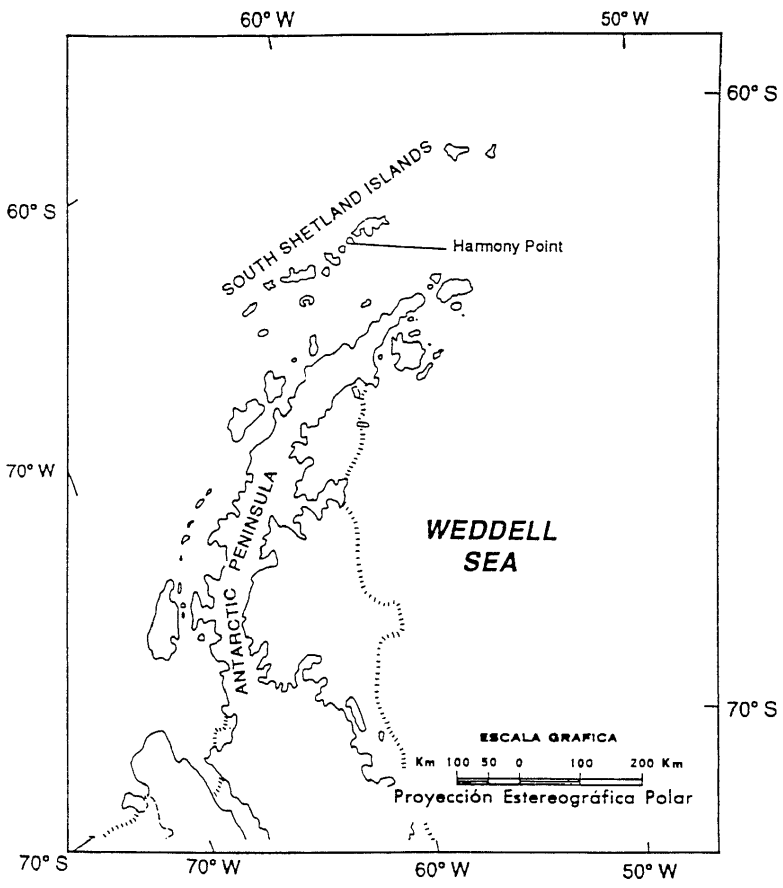 60° W
50° W
60° S
SOUTH SHETLAND ISLANDS
60° S
Harmony Point
70° W
ANTARCTIC PENINSULA
WEDDELL
SEA
70° S
ESCALA GRAFICA
Km 100 50 0 100 200 Km
Proyección Estereográfica Polar
70° S
70° W
60° W
50° W